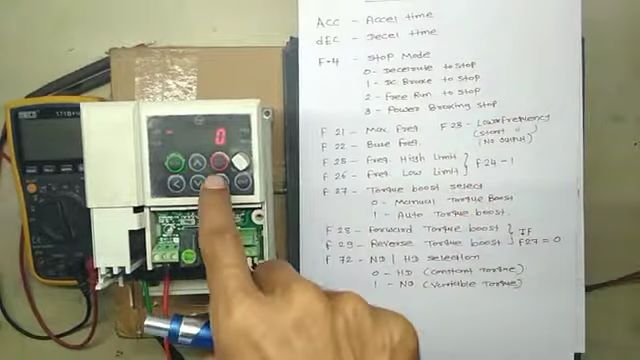 ACC - Accel time
dEC - Decel time
F·4 - Stop Mode
0 - Decelerate to stop
1 - DC Brake to stop
2 - Free Run to stop
3 - Power Braking stop
F 21 - Max. Freq
F 23 - Low Frequency
(start ")
F 22 - Base freq.
(No output)
F 25 - Freq. High Limit } F24 - 1
F 26 - Freq. Low Limit
F 27 - Torque boost select
0 - Manual Torque Boost
1 - Auto Torque boost.
F 28 - Forward Torque boost } IF
F 29 - Reverse Torque boost } F27=0
F 72 - ND | HD selection
0 - HD (Constant Torque)
1 - ND (Variable Torque)
0